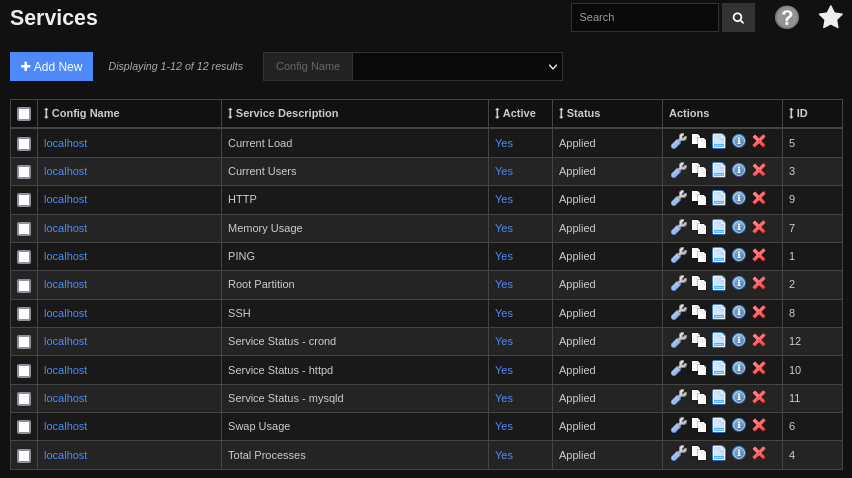 Services
Search
Add New
Displaying 1-12 of 12 results
Config Name
Config Name Service Description Active Status Actions ID
localhost Current Load Yes Applied 5
localhost Current Users Yes Applied 3
localhost HTTP Yes Applied 9
localhost Memory Usage Yes Applied 7
localhost PING Yes Applied 1
localhost Root Partition Yes Applied 2
localhost SSH Yes Applied 8
localhost Service Status - crond Yes Applied 12
localhost Service Status - httpd Yes Applied 10
localhost Service Status - mysqld Yes Applied 11
localhost Swap Usage Yes Applied 6
localhost Total Processes Yes Applied 4